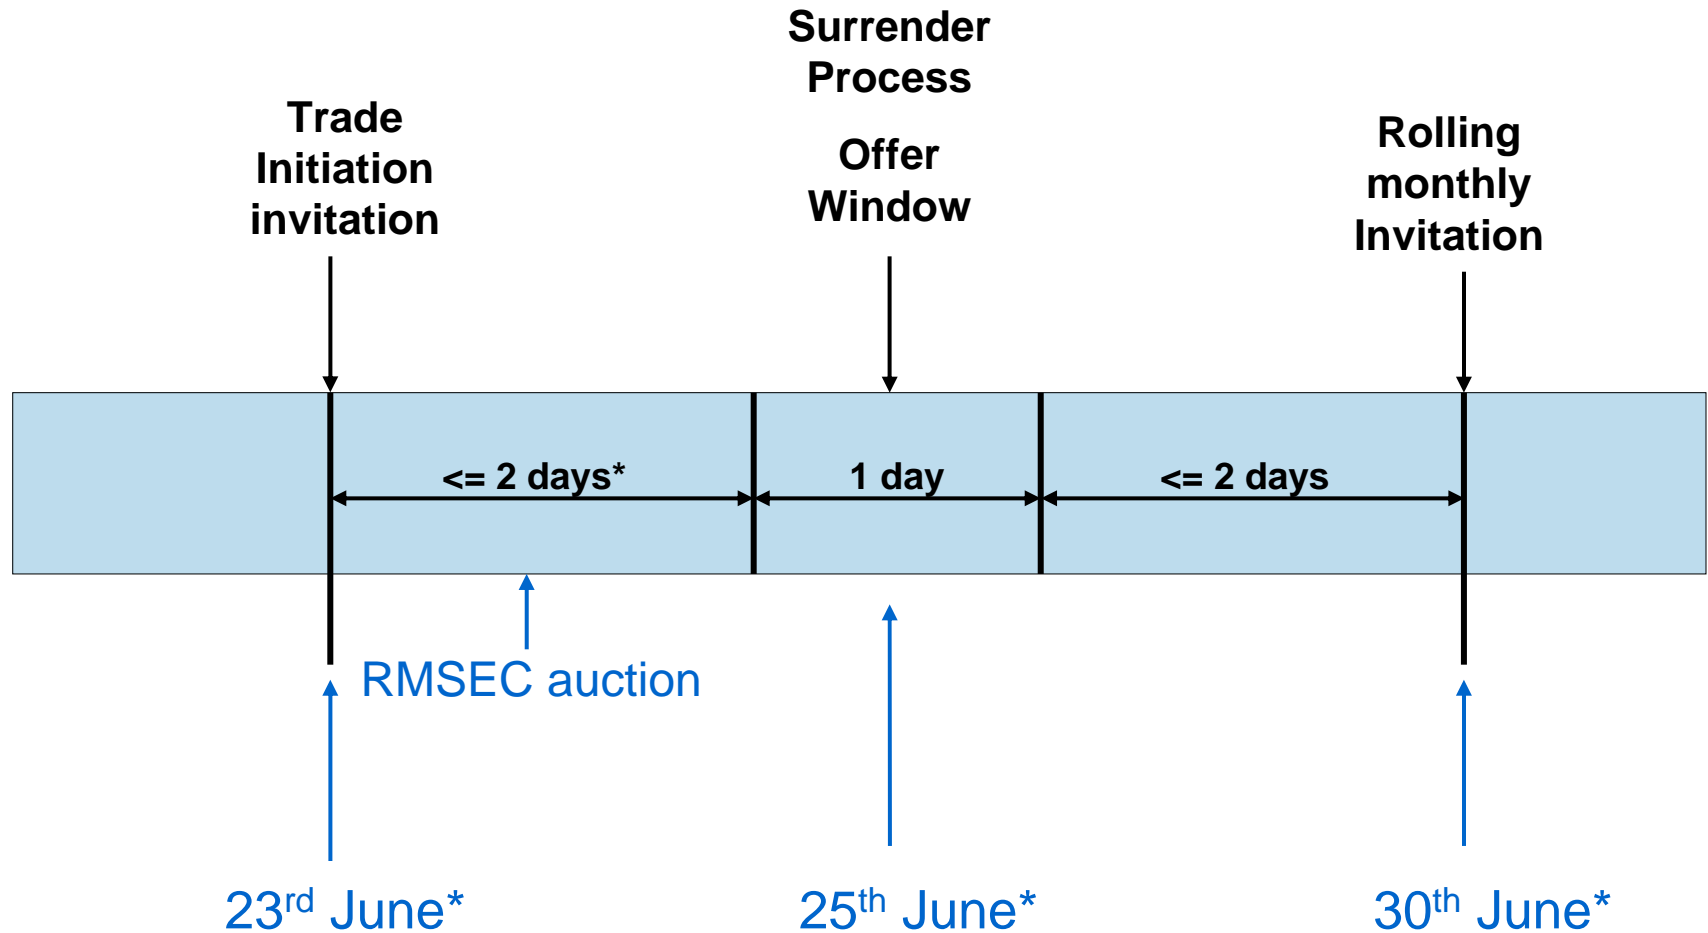 Surrender
Process
Trade
Initiation
invitation
Offer
Window
Rolling
monthly
Invitation
<= 2 days*
1 day
<= 2 days
RMSEC auction
23rd June*
25th June*
30th June*